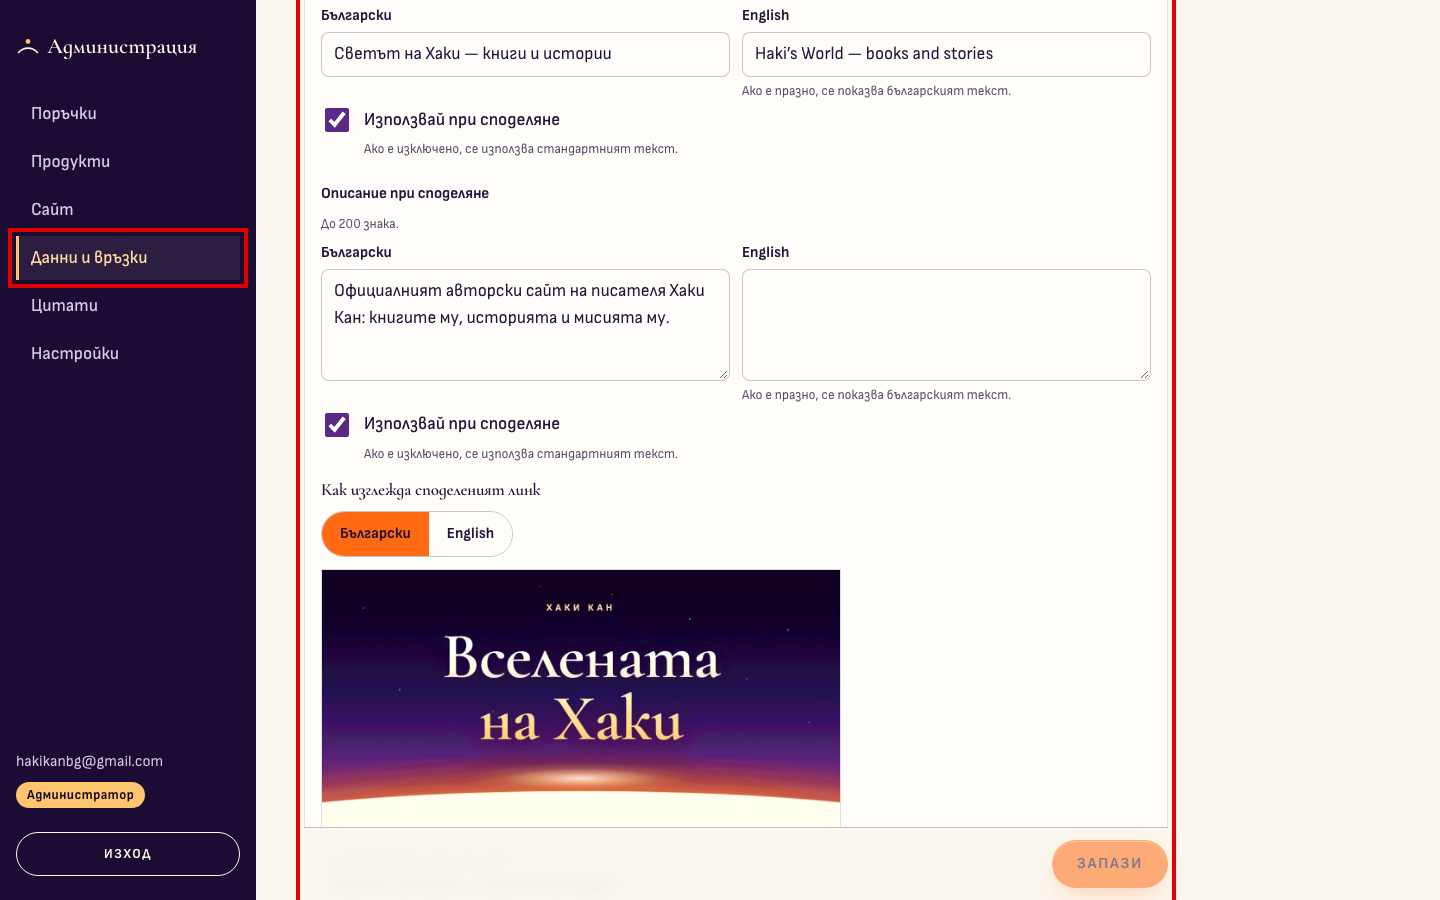 Администрация
Поръчки
Продукти
Сайт
Данни и връзки
Цитати
Настройки
hakikanbg@gmail.com
Администратор
ИЗХОД
Български
English
Светът на Хаки — книги и истории
Haki’s World — books and stories
Ако е празно, се показва българският текст.
Използвай при споделяне
Ако е изключено, се използва стандартният текст.
Описание при споделяне
До 200 знака.
Български
English
Официалният авторски сайт на писателя Хаки
Кан: книгите му, историята и мисията му.
Ако е празно, се показва българският текст.
Използвай при споделяне
Ако е изключено, се използва стандартният текст.
Как изглежда споделеният линк
Български
English
ХАКИ КАН
Вселената
на Хаки
ЗАПАЗИ